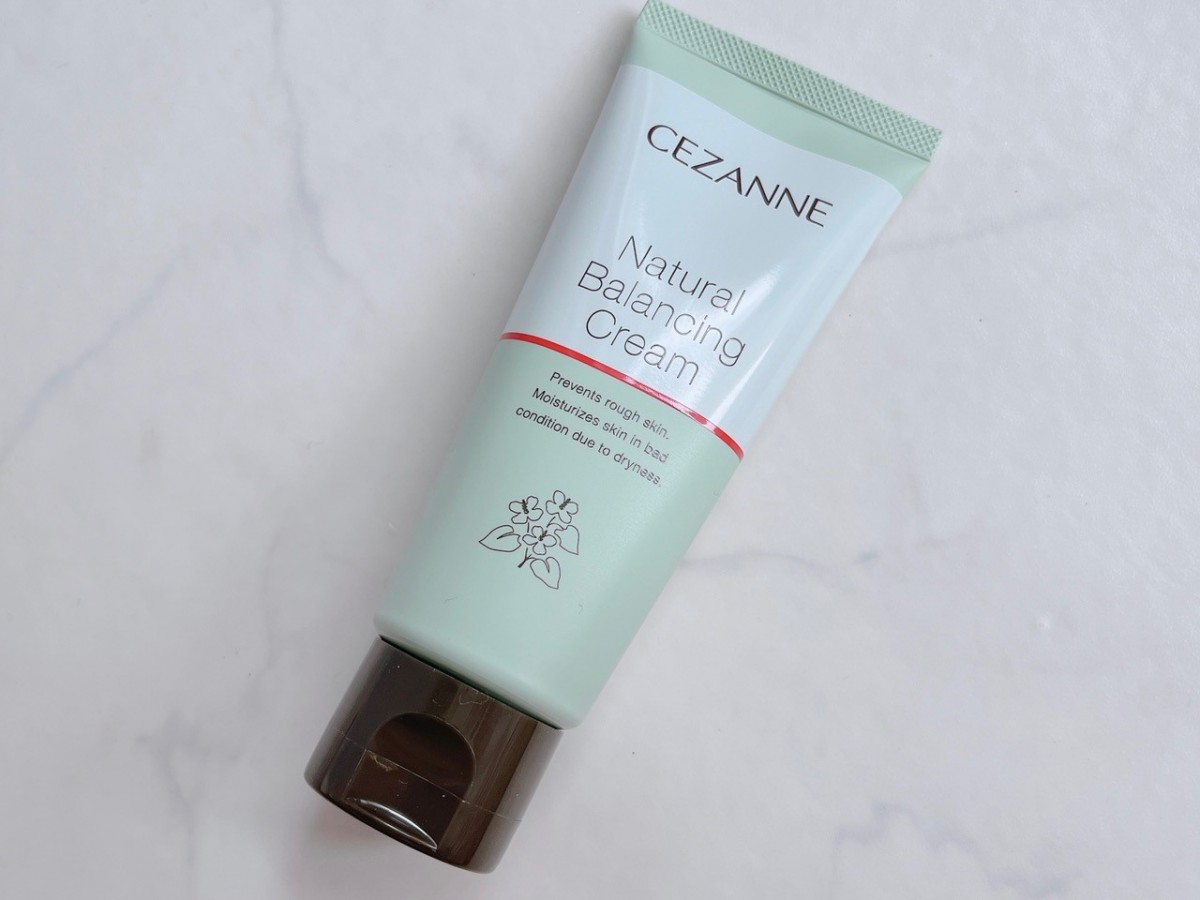 CEZANNE
Natural
Balancing
Cream
Prevents rough skin.
Moisturizes skin in bad
condition due to dryness.